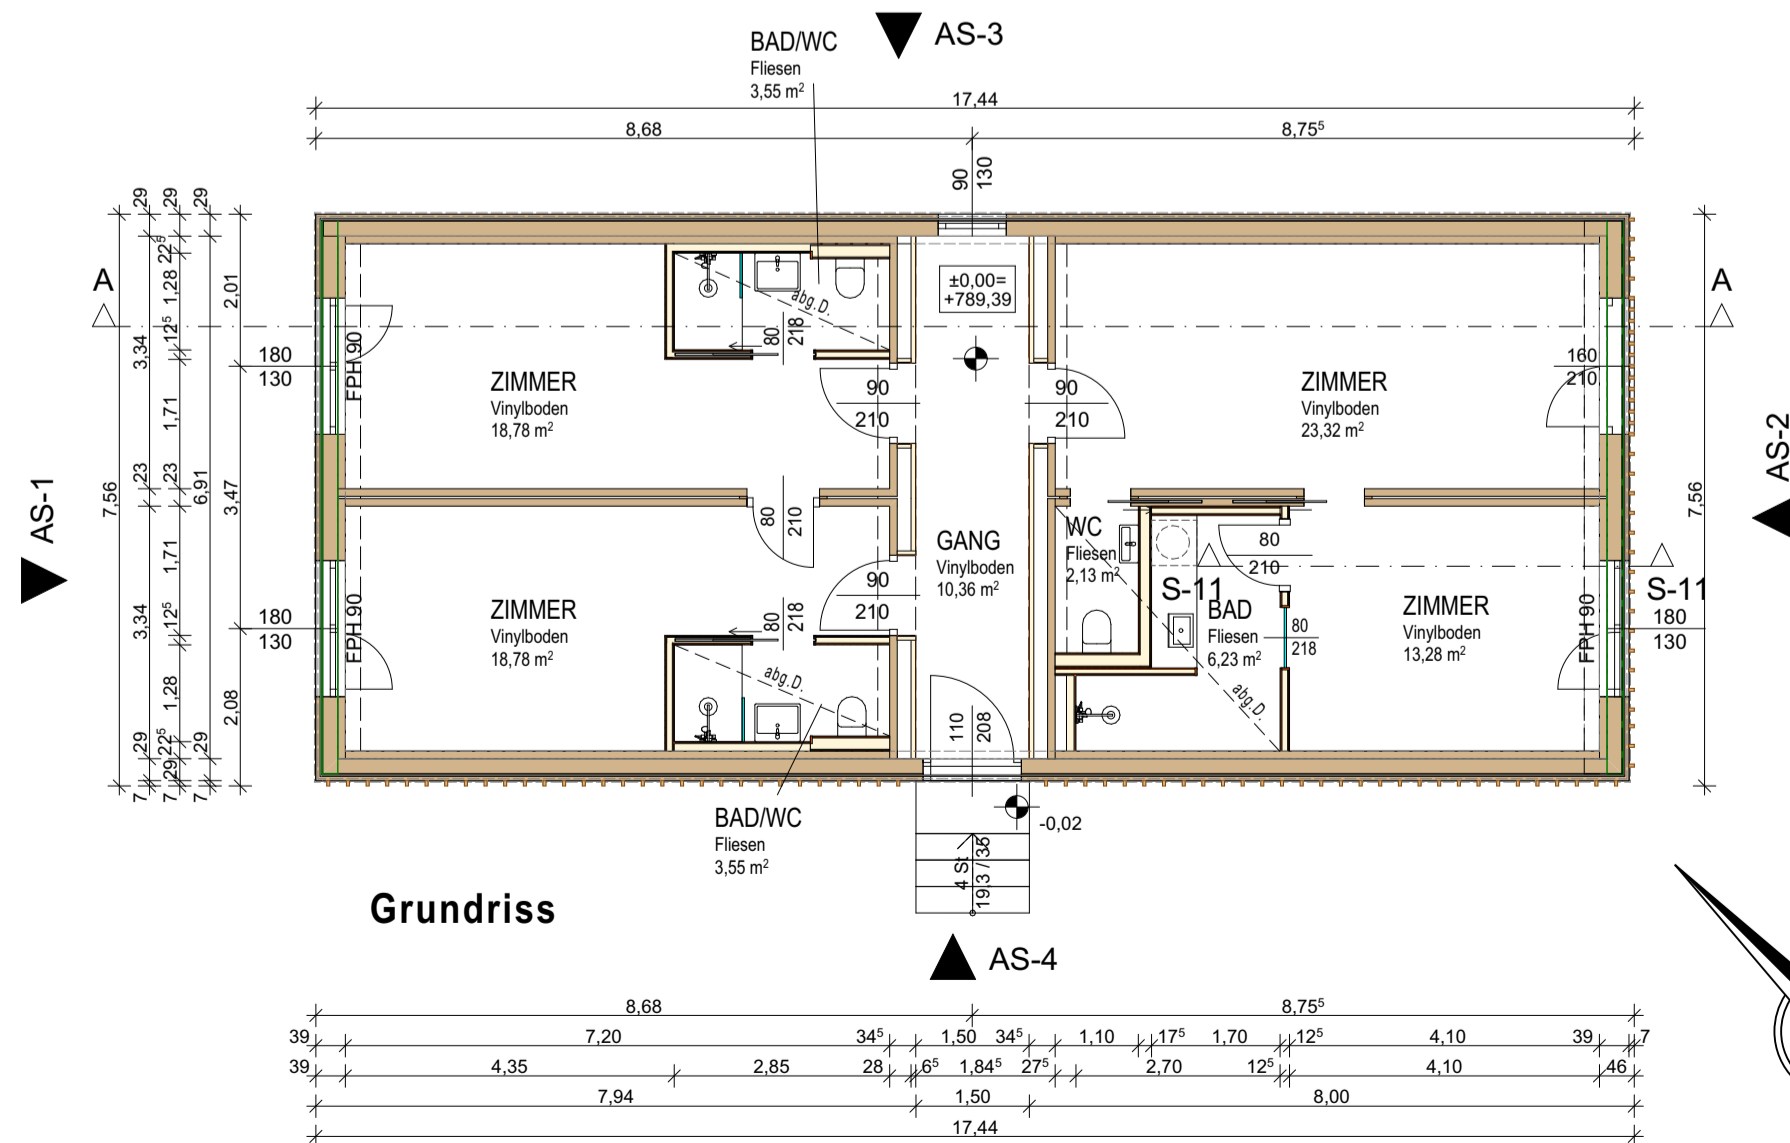 AS-3
BAD/WC
Fliesen
3,55 m²
17,44
8,68
8,75⁵
90
130
29
29
29
22⁵
1,28
12⁵
1,71
23
23
3,34
2,01
6,91
3,47
7,56
1,71
12⁵
1,28
22⁵
3,34
2,08
29
29
29
7
7
7
A
A
180
130
FPH 90
180
130
FPH 90
AS-1
abg.D.
80
218
±0,00=
+789,39
ZIMMER
Vinylboden
18,78 m²
90
210
90
210
ZIMMER
Vinylboden
23,32 m²
160
210
AS-2
7,56
80
210
ZIMMER
Vinylboden
18,78 m²
90
210
80
218
GANG
Vinylboden
10,36 m²
WC
Fliesen
2,13 m²
80
210
S-11
S-11
BAD
Fliesen
6,23 m²
80
218
ZIMMER
Vinylboden
13,28 m²
FPH 90
180
130
abg.D.
abg.D.
110
208
BAD/WC
Fliesen
3,55 m²
-0,02
4 St
19,3 / 35
Grundriss
AS-4
8,68
8,75⁵
39
7,20
34⁵
1,50
34⁵
1,10
17⁵
1,70
12⁵
4,10
39
7
39
4,35
2,85
28
6⁵
1,84⁵
27⁵
2,70
12⁵
4,10
46
7,94
1,50
8,00
17,44